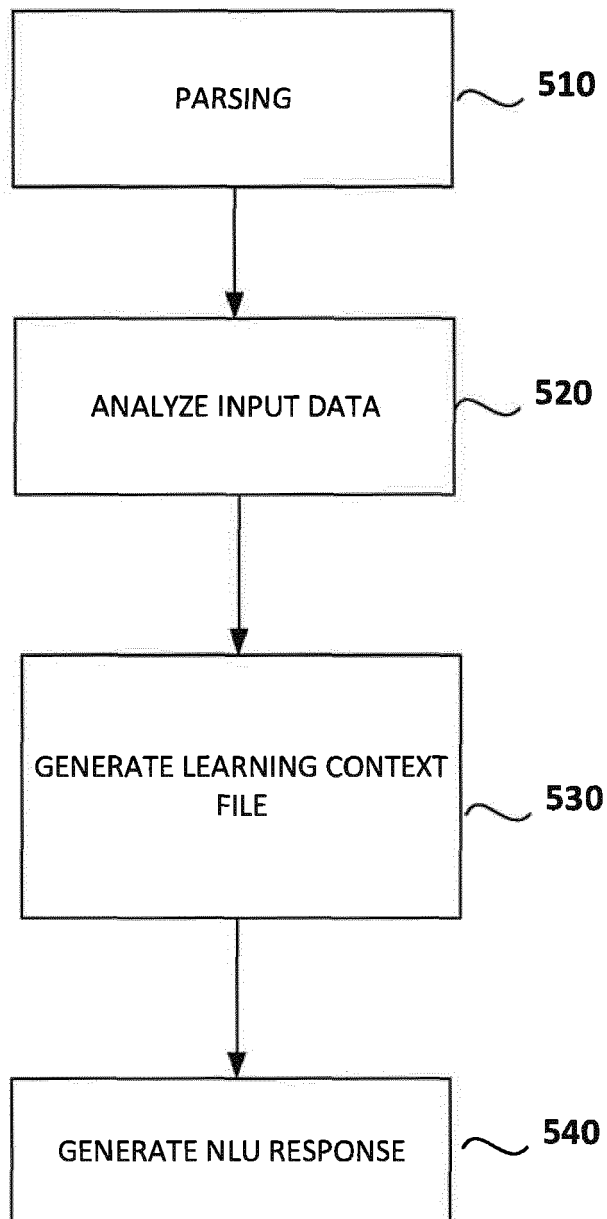 PARSING
510
ANALYZE INPUT DATA
520
GENERATE LEARNING CONTEXT
FILE
530
GENERATE NLU RESPONSE
540